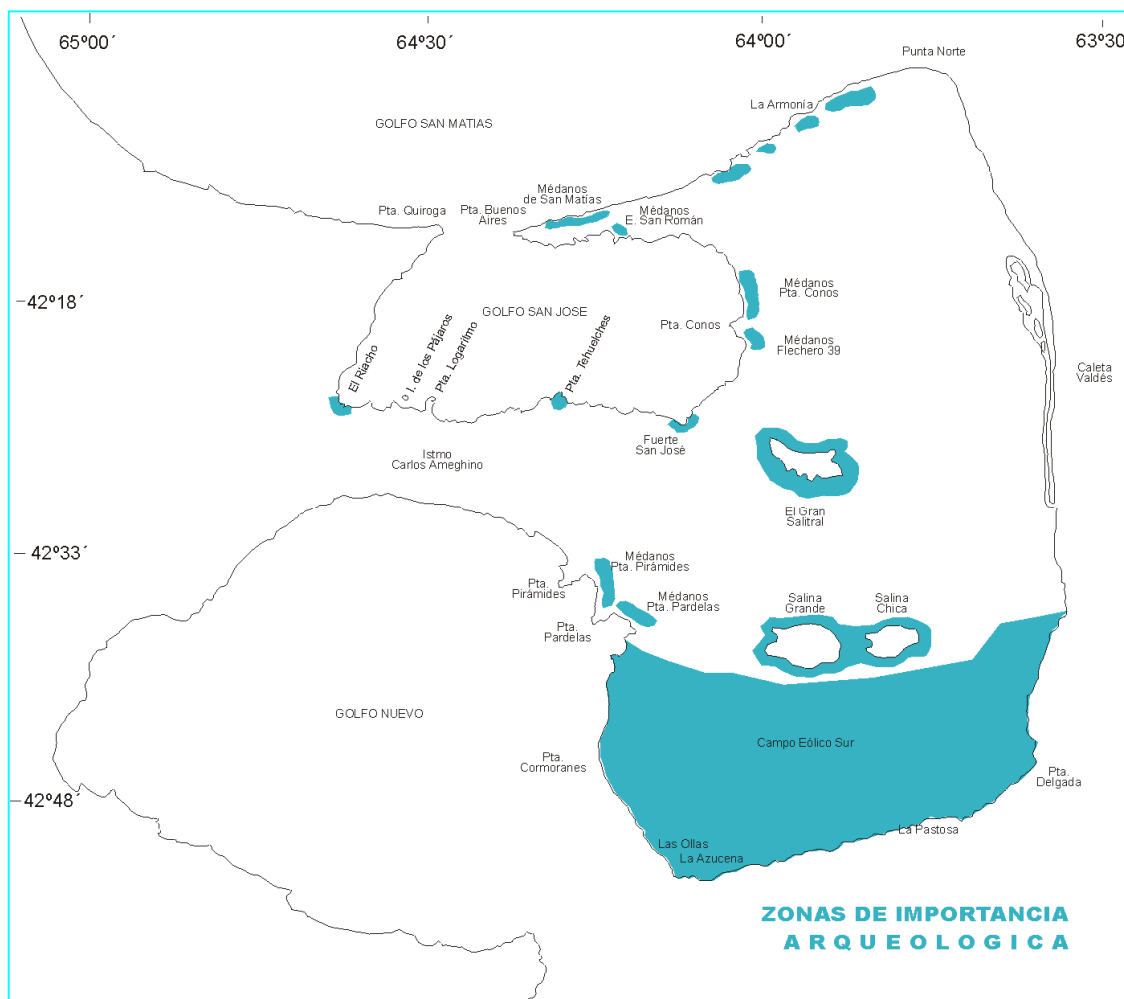 65º00´
64º30´
64º00´
63º30´
Punta Norte
La Armonía
GOLFO SAN MATIAS
Médanos
de San Matías
Pta. Quiroga
Pta. Buenos
Aires
Médanos
E. San Román
42º18´
Médanos
Pta. Conos
GOLFO SAN JOSE
Pta. Conos
Médanos
Flechero 39
El Riacho
I. de los Pájaros
Pta. Logaritmo
Pta. Tehuelches
Caleta
Valdés
Fuerte
San José
Istmo
Carlos Ameghino
El Gran
Salitral
42º33´
Médanos
Pta. Pirámides
Pta.
Pirámides
Médanos
Pta. Pardelas
Salina
Grande
Salina
Chica
Pta.
Pardelas
GOLFO NUEVO
Campo Eólico Sur
Pta.
Cormoranes
Pta.
Delgada
42º48´
La Pastosa
Las Ollas
La Azucena
ZONAS DE IMPORTANCIA
ARQUEOLOGICA